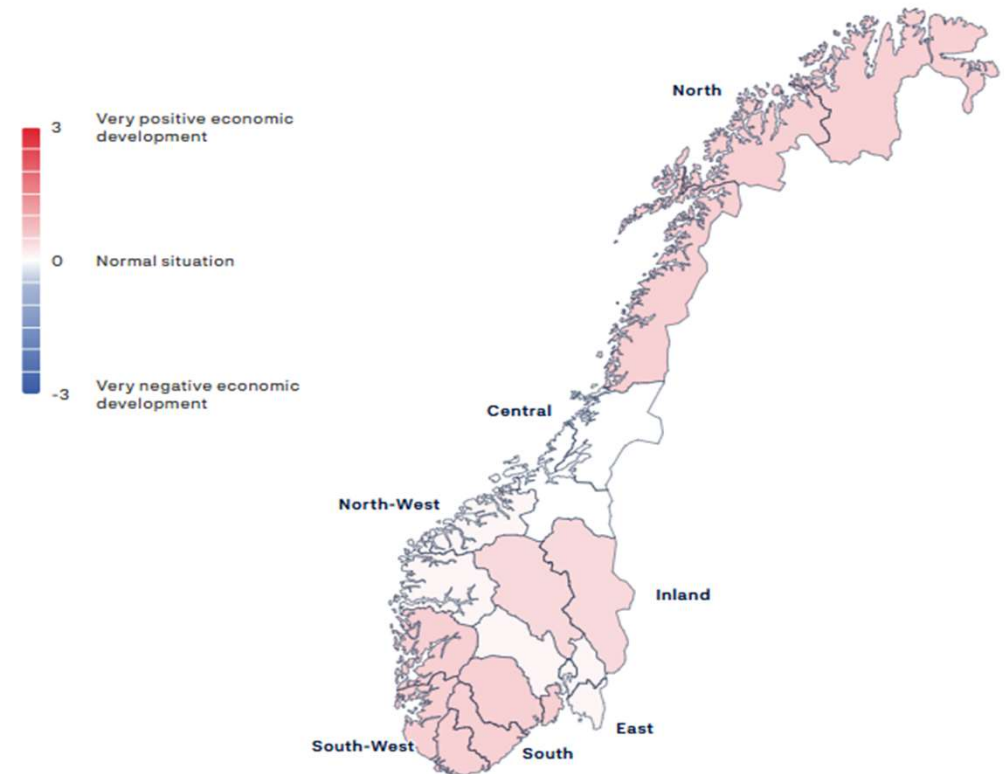 North
3
Very positive economic
development
0
Normal situation
-3
Very negative economic
development
Central
North-West
Inland
East
South-West
South